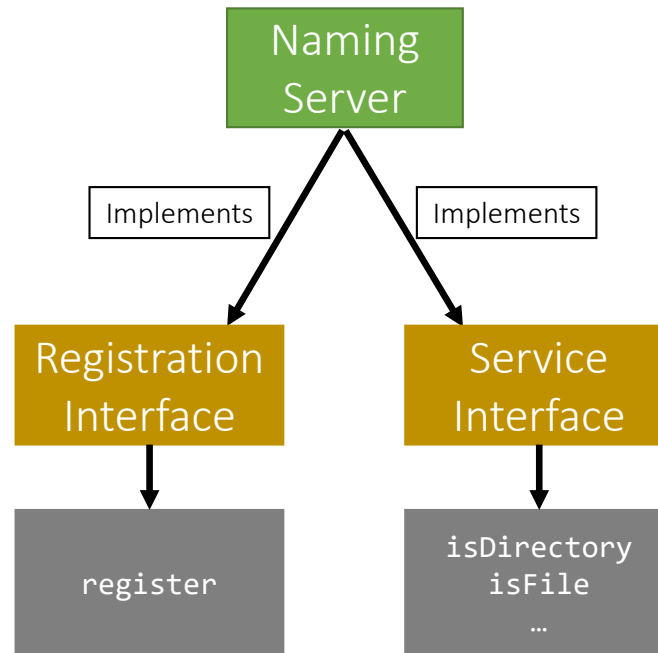 Naming
Server
Implements
Implements
Registration
Interface
Service
Interface
register
isDirectory
isFile
…